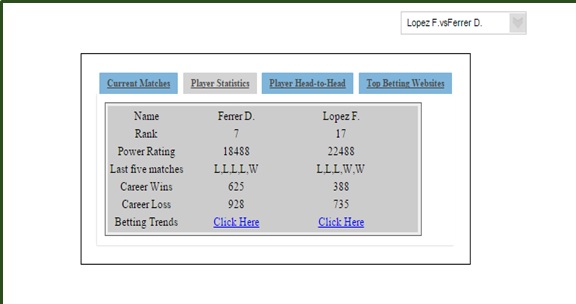 Lopez F.vsFerrer D.
Current Matches Player Statistics Player Head-to-Head Top Betting Websites
Name Ferrer D. Lopez F.
Rank 7 17
Power Rating 18488 22488
Last five matches L,L,L,L,W L,L,L,W,W
Career Wins 625 388
Career Loss 928 735
Betting Trends Click Here Click Here